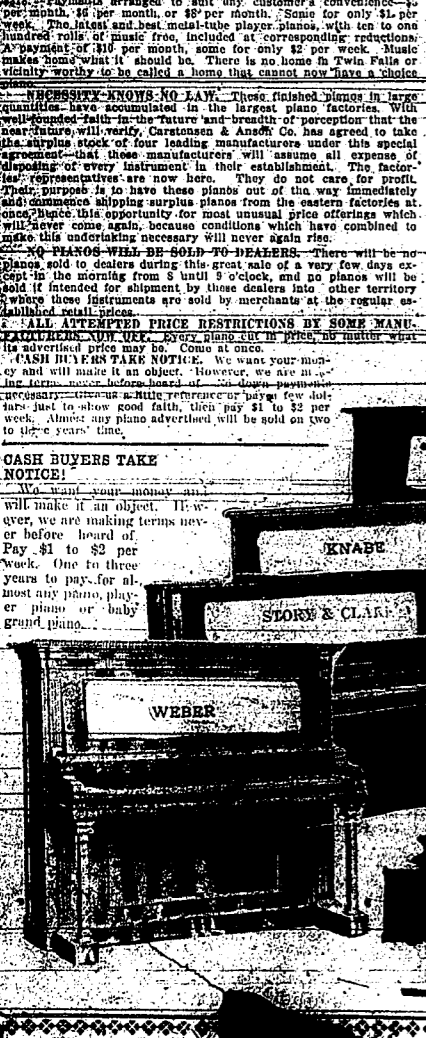 Payments arranged to suit any customer's convenience—$5
per month, $6 per month, or $8 per month. Some for only $1 per
week. The latest and best metal-tube player pianos, with ten to one
hundred rolls of music free, included at corresponding reductions.
A payment of $10 per month, some for only $2 per week. Music
makes home what it should be. There is no home in Twin Falls or
vicinity worthy to be called a home that cannot now have a choice
piano.
NECESSITY KNOWS NO LAW. These finished pianos in large
quantities have accumulated in the largest piano factories. With
well-founded faith in the future and breadth of perception that the
near future will verify, Carstensen & Anson Co. has agreed to take
the surplus stock of four leading manufacturers under this special
agreement—that these manufacturers will assume all expense of
disposing of every instrument in their establishment. The factor-
ies' representatives are now here. They do not care for profit.
Their purpose is to have these pianos out of the way immediately
and commence shipping surplus pianos from the eastern factories at
once, hence this opportunity for most unusual price offerings which
will never come again, because conditions which have combined to
make this undertaking necessary will never again rise.
NO PIANOS WILL BE SOLD TO DEALERS. There will be no
pianos sold to dealers during this great sale of a very few days ex-
cept in the morning from 8 until 9 o'clock, and no pianos will be
sold if intended for shipment by these dealers into other territory
where these instruments are sold by merchants at the regular es-
tablished retail prices.
ALL ATTEMPTED PRICE RESTRICTIONS BY SOME MANU-
FACTURERS NOW OFF. Every piano cut in price, no matter what
its advertised price may be. Come at once.
CASH BUYERS TAKE NOTICE. We want your mon-
ey and will make it an object. However, we are mak-
ing terms never before heard of. No down payments
necessary. Give us a little reference or pay a few dol-
lars just to show good faith, then pay $1 to $2 per
week. Almost any piano advertised will be sold on two
to three years' time.
CASH BUYERS TAKE
NOTICE!
We want your money and
will make it an object. How-
ever, we are making terms nev-
er before heard of.
Pay $1 to $2 per
week. One to three
years to pay for al-
most any piano, play-
er piano or baby
grand piano.
KNABE
STORY & CLARK
WEBER